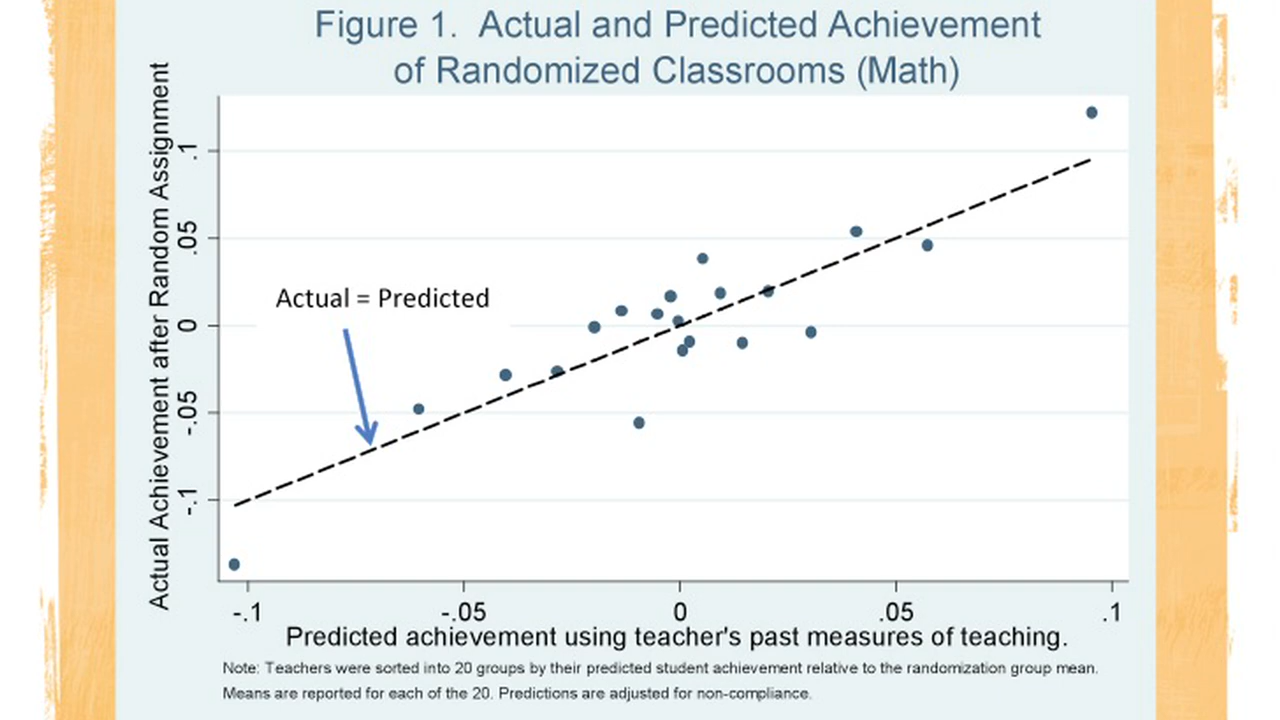 Figure 1. Actual and Predicted Achievement
of Randomized Classrooms (Math)
Actual Achievement after Random Assignment
.1
.05
0
-.05
-.1
Actual = Predicted
-.1
-.05
0
.05
.1
Predicted achievement using teacher's past measures of teaching.
Note: Teachers were sorted into 20 groups by their predicted student achievement relative to the randomization group mean.
Means are reported for each of the 20. Predictions are adjusted for non-compliance.